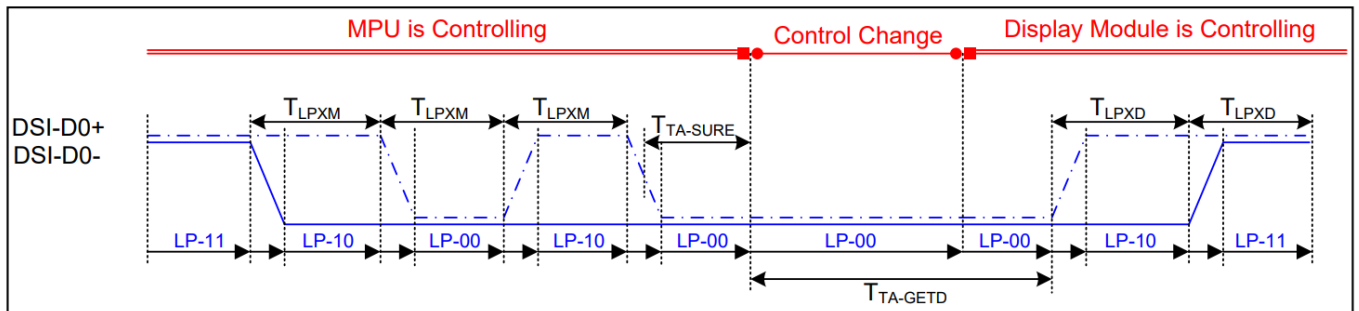 MPU is Controlling
Control Change
Display Module is Controlling
TLPXM
TLPXM
TLPXM
TTA-SURE
TLPXD
TLPXD
DSI-D0+
DSI-D0-
LP-11
LP-10
LP-00
LP-10
LP-00
LP-00
LP-00
LP-10
LP-11
TTA-GETD